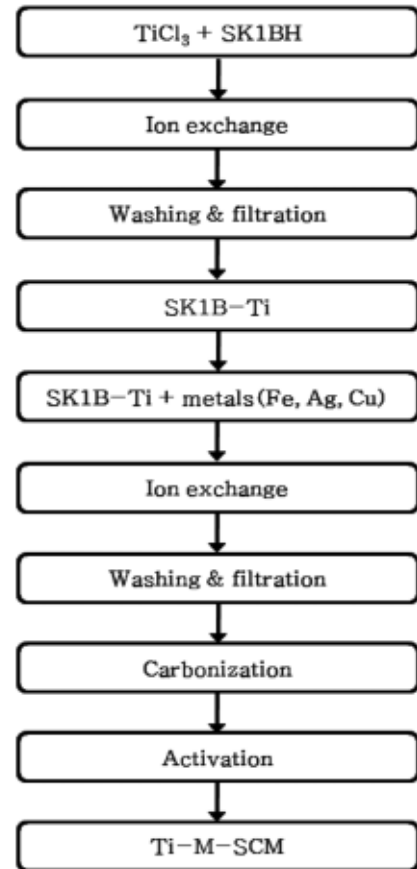 TiCl₃ + SK1BH
Ion exchange
Washing & filtration
SK1B-Ti
SK1B-Ti + metals(Fe, Ag, Cu)
Ion exchange
Washing & filtration
Carbonization
Activation
Ti-M-SCM